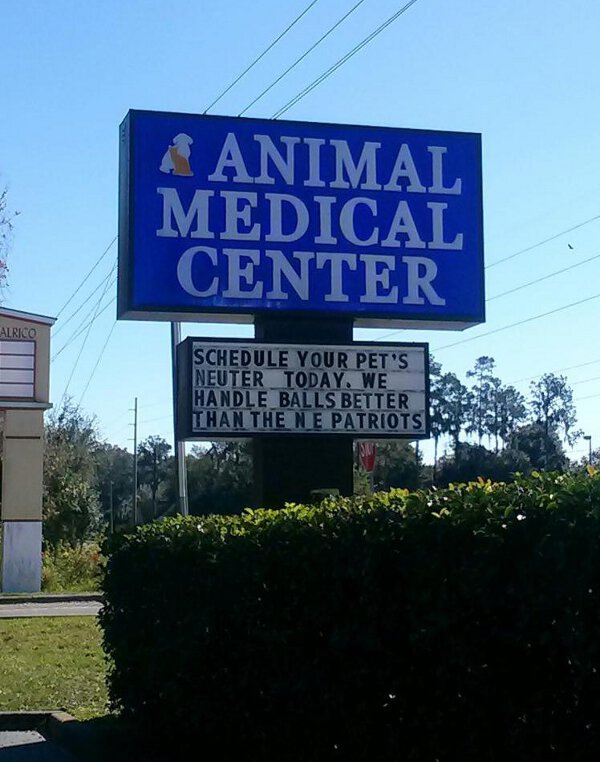 ANIMAL
MEDICAL
CENTER
SCHEDULE YOUR PET'S
NEUTER TODAY. WE
HANDLE BALLS BETTER
THAN THE N E PATRIOTS
ALRICO